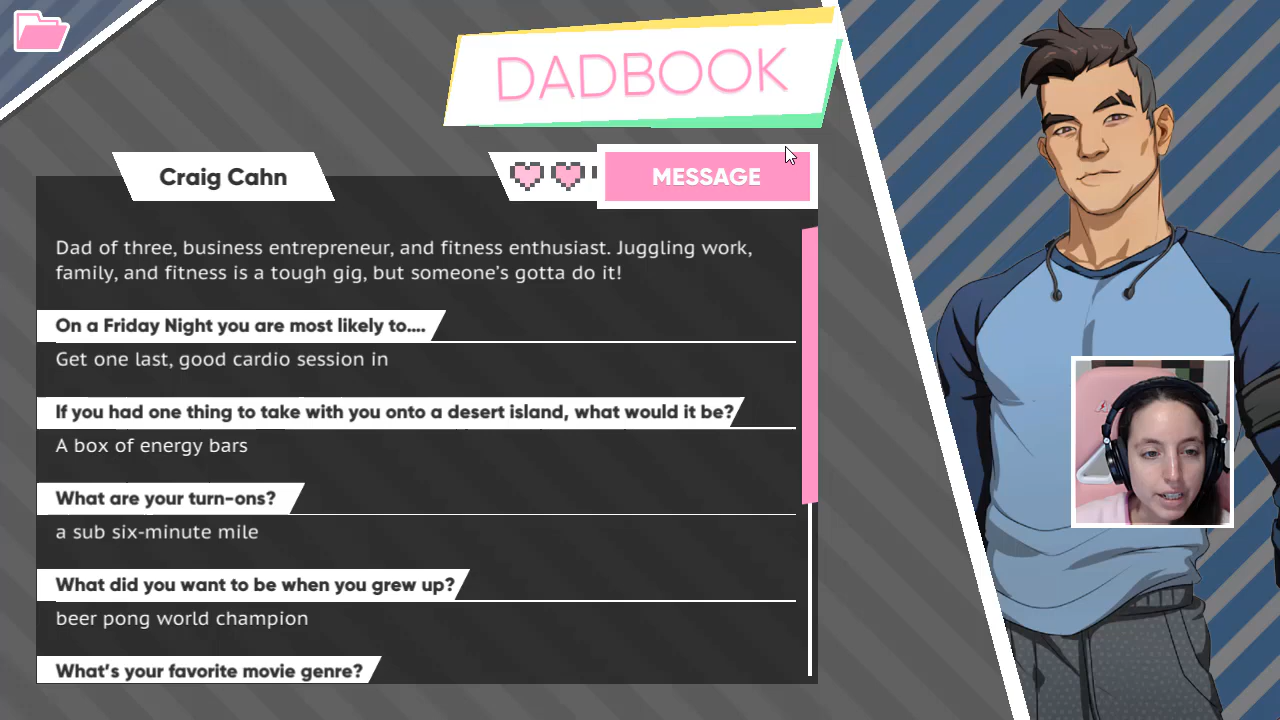 DADBOOK
Craig Cahn
MESSAGE
Dad of three, business entrepreneur, and fitness enthusiast. Juggling work,
family, and fitness is a tough gig, but someone's gotta do it!
On a Friday Night you are most likely to....
Get one last, good cardio session in
If you had one thing to take with you onto a desert island, what would it be?
A box of energy bars
What are your turn-ons?
a sub six-minute mile
What did you want to be when you grew up?
beer pong world champion
What's your favorite movie genre?